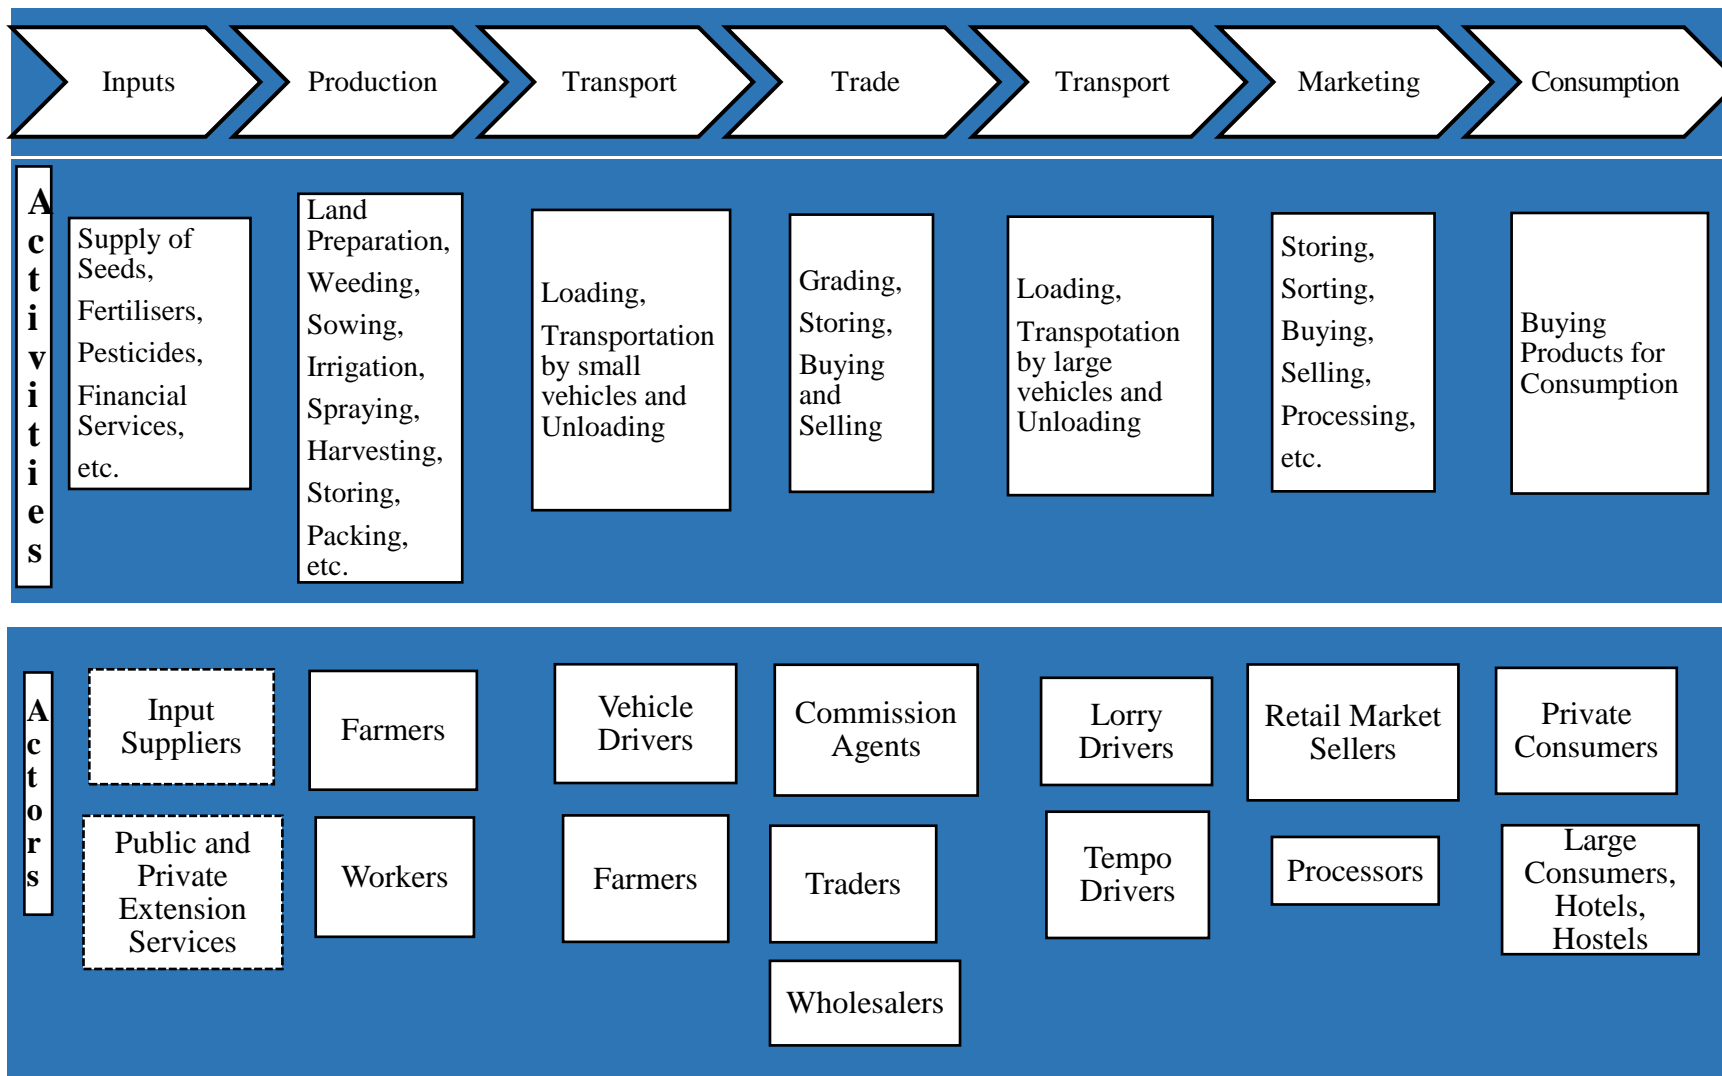 Inputs
Production
Transport
Trade
Transport
Marketing
Consumption
Activities
Supply of
Seeds,
Fertilisers,
Pesticides,
Financial
Services,
etc.
Land
Preparation,
Weeding,
Sowing,
Irrigation,
Spraying,
Harvesting,
Storing,
Packing,
etc.
Loading,
Transportation
by small
vehicles and
Unloading
Grading,
Storing,
Buying
and
Selling
Loading,
Transpotation
by large
vehicles and
Unloading
Storing,
Sorting,
Buying,
Selling,
Processing,
etc.
Buying
Products for
Consumption
Actors
Input
Suppliers
Farmers
Vehicle
Drivers
Commission
Agents
Lorry
Drivers
Retail Market
Sellers
Private
Consumers
Public and
Private
Extension
Services
Workers
Farmers
Traders
Tempo
Drivers
Processors
Large
Consumers,
Hotels,
Hostels
Wholesalers